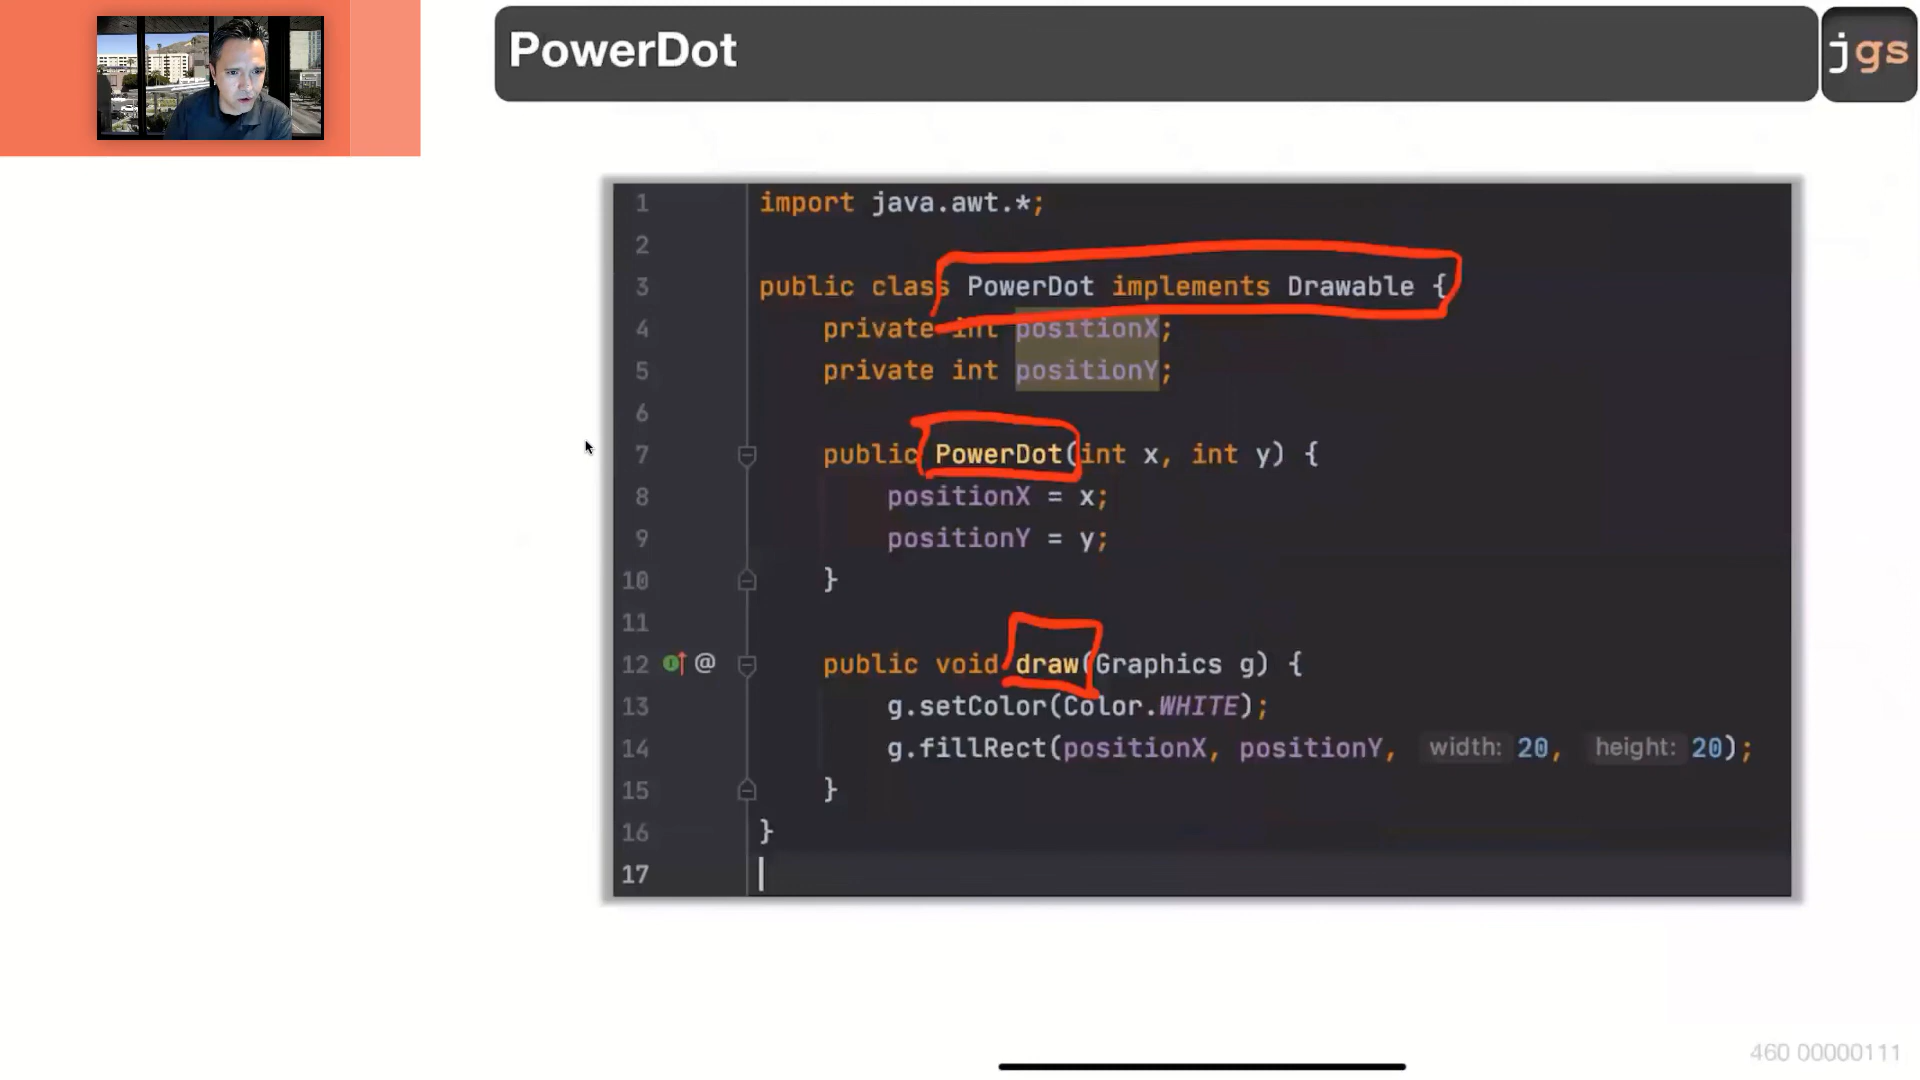 PowerDot
jgs
1 import java.awt.*;
2
3 public class PowerDot implements Drawable {
4 private int positionX;
5 private int positionY;
6
7 public PowerDot(int x, int y) {
8 positionX = x;
9 positionY = y;
10 }
11
12 @ public void draw(Graphics g) {
13 g.setColor(Color.WHITE);
14 g.fillRect(positionX, positionY, width: 20, height: 20);
15 }
16 }
17
460 00000111